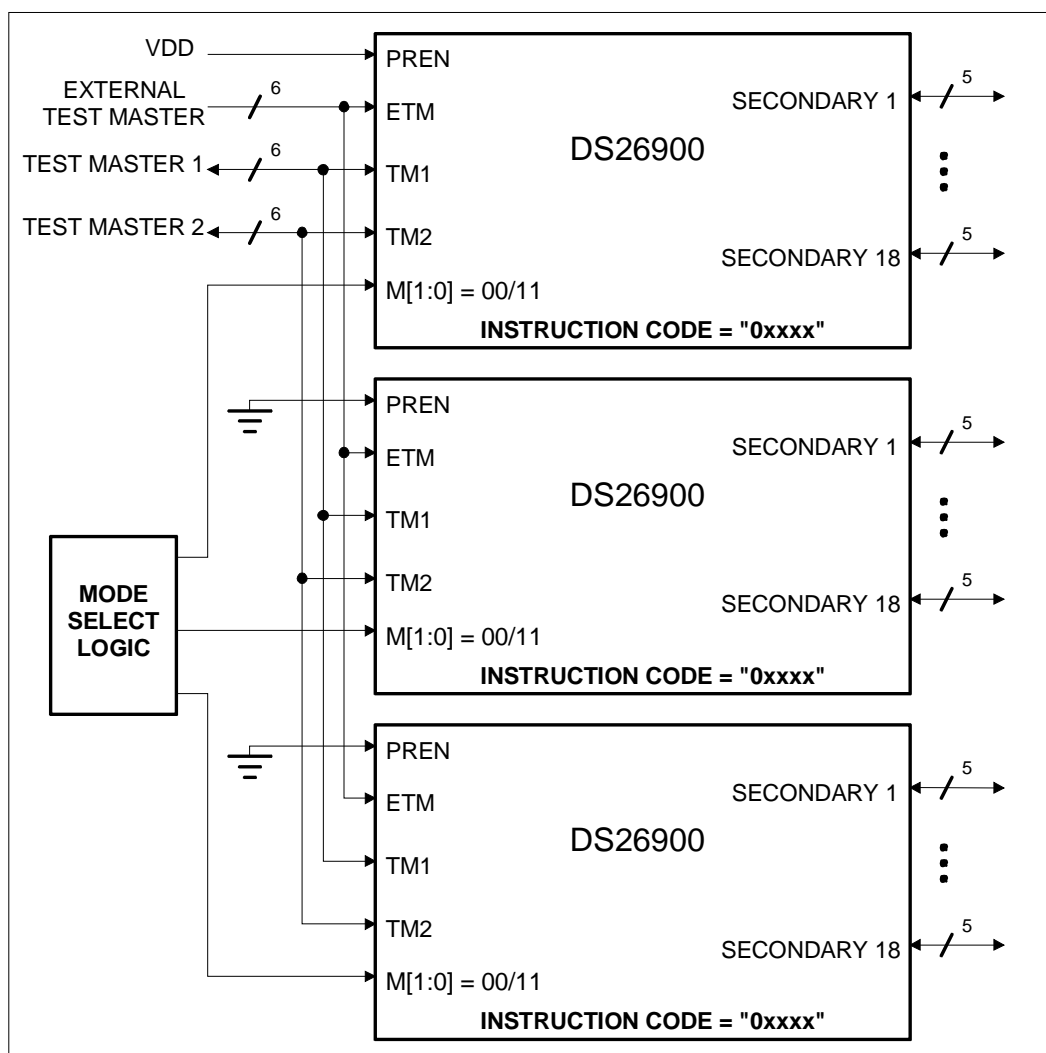 VDD
EXTERNAL
TEST MASTER
6
TEST MASTER 1
6
TEST MASTER 2
6
PREN
ETM
TM1
TM2
M[1:0] = 00/11
DS26900
SECONDARY 1
5
SECONDARY 18
5
INSTRUCTION CODE = "0xxxx"
MODE
SELECT
LOGIC
PREN
ETM
TM1
TM2
M[1:0] = 00/11
DS26900
SECONDARY 1
5
SECONDARY 18
5
INSTRUCTION CODE = "0xxxx"
PREN
ETM
TM1
TM2
M[1:0] = 00/11
DS26900
SECONDARY 1
5
SECONDARY 18
5
INSTRUCTION CODE = "0xxxx"